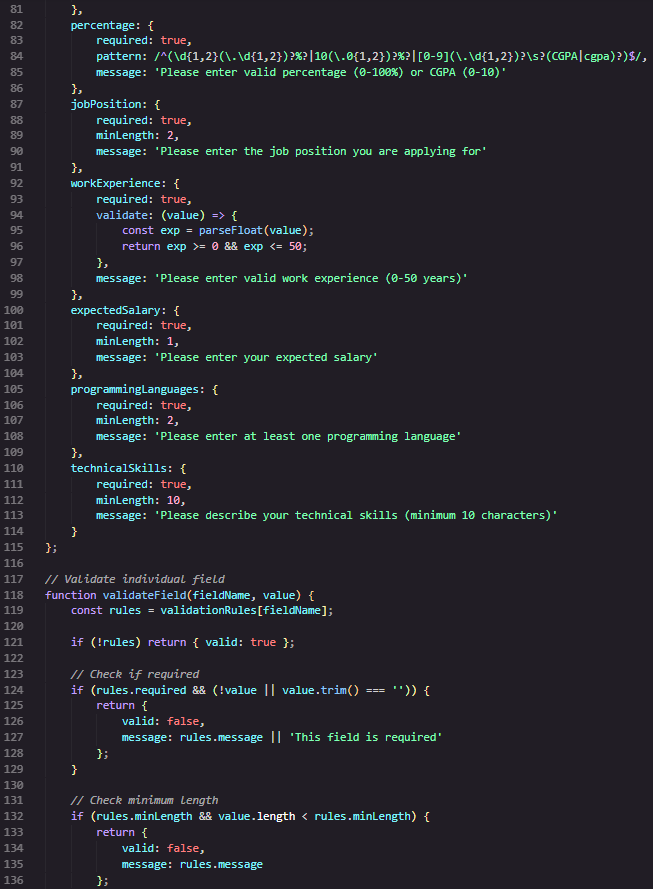 81 },
82 percentage: {
83 required: true,
84 pattern: /^(\d{1,2}(\.\d{1,2})?%?|10(\.0{1,2})?%?|[0-9](\.\d{1,2})?\s?(CGPA|cgpa)?)$/,
85 message: 'Please enter valid percentage (0-100%) or CGPA (0-10)'
86 },
87 jobPosition: {
88 required: true,
89 minLength: 2,
90 message: 'Please enter the job position you are applying for'
91 },
92 workExperience: {
93 required: true,
94 validate: (value) => {
95 const exp = parseFloat(value);
96 return exp >= 0 && exp <= 50;
97 },
98 message: 'Please enter valid work experience (0-50 years)'
99 },
100 expectedSalary: {
101 required: true,
102 minLength: 1,
103 message: 'Please enter your expected salary'
104 },
105 programmingLanguages: {
106 required: true,
107 minLength: 2,
108 message: 'Please enter at least one programming language'
109 },
110 technicalSkills: {
111 required: true,
112 minLength: 10,
113 message: 'Please describe your technical skills (minimum 10 characters)'
114 }
115 };
116
117 // Validate individual field
118 function validateField(fieldName, value) {
119 const rules = validationRules[fieldName];
120
121 if (!rules) return { valid: true };
122
123 // Check if required
124 if (rules.required && (!value || value.trim() === '')) {
125 return {
126 valid: false,
127 message: rules.message || 'This field is required'
128 };
129 }
130
131 // Check minimum length
132 if (rules.minLength && value.length < rules.minLength) {
133 return {
134 valid: false,
135 message: rules.message
136 };